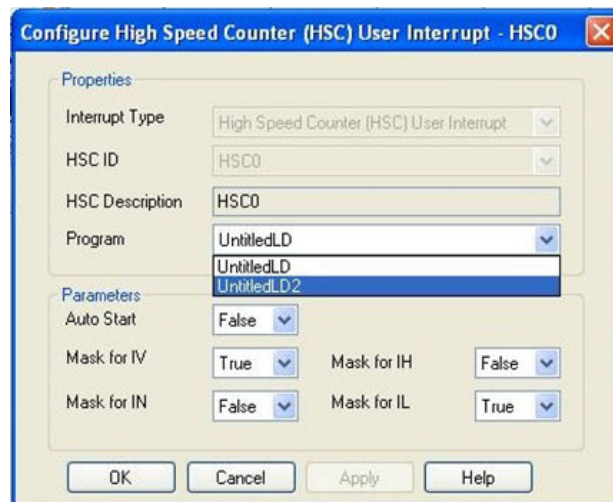 Configure High Speed Counter (HSC) User Interrupt - HSC0
Properties
Interrupt Type High Speed Counter (HSC) User Interrupt
HSC ID HSC0
HSC Description HSC0
Program UntitledLD
UntitledLD
UntitledLD2
Parameters
Auto Start False
Mask for IV True Mask for IH False
Mask for IN False Mask for IL True
OK Cancel Apply Help